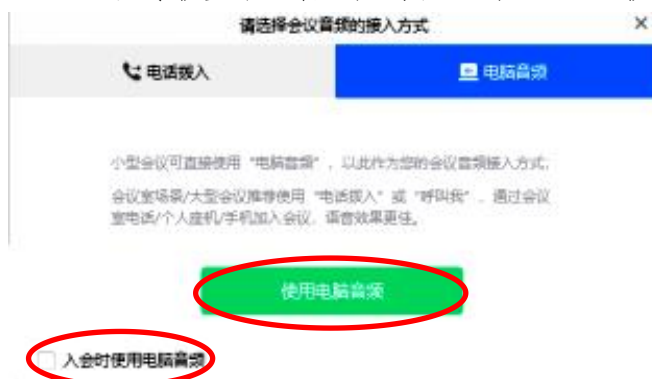 请选择会议音频的接入方式
电话拨入
电脑音频
小型会议可直接使用“电脑音频”，以此作为您的会议音频接入方式，
会议室场景/大型会议推荐使用“电话拨入”或“呼叫我”，通过会议
室电话/个人座机/手机加入会议，语音效果更佳。
使用电脑音频
入会时使用电脑音频